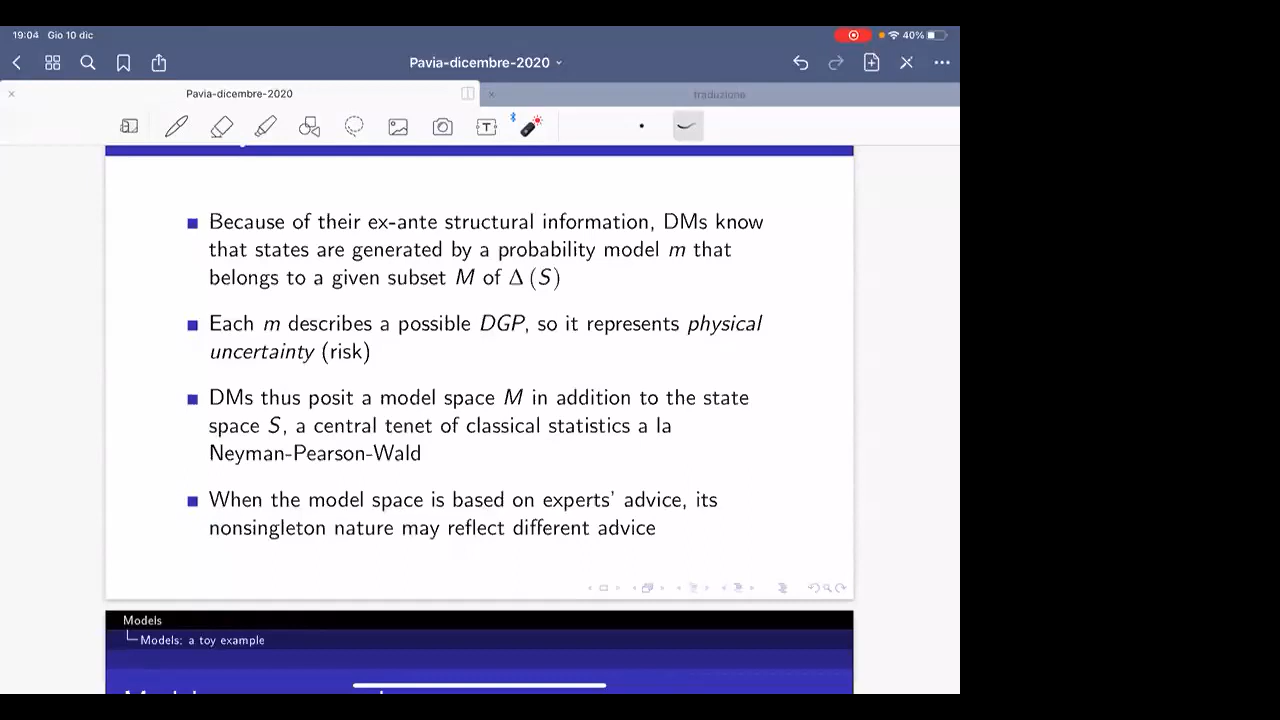 19:04 Gio 10 dic
40%
Pavia-dicembre-2020
Pavia-dicembre-2020
traduzione
Because of their ex-ante structural information, DMs know
that states are generated by a probability model m that
belongs to a given subset M of Δ (S)
Each m describes a possible DGP, so it represents physical
uncertainty (risk)
DMs thus posit a model space M in addition to the state
space S, a central tenet of classical statistics a la
Neyman-Pearson-Wald
When the model space is based on experts' advice, its
nonsingleton nature may reflect different advice
Models
Models: a toy example